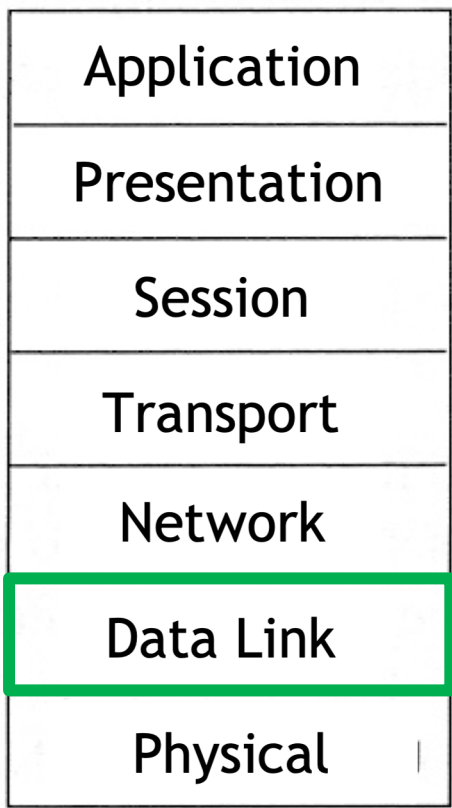 Application
Presentation
Session
Transport
Network
Data Link
Physical